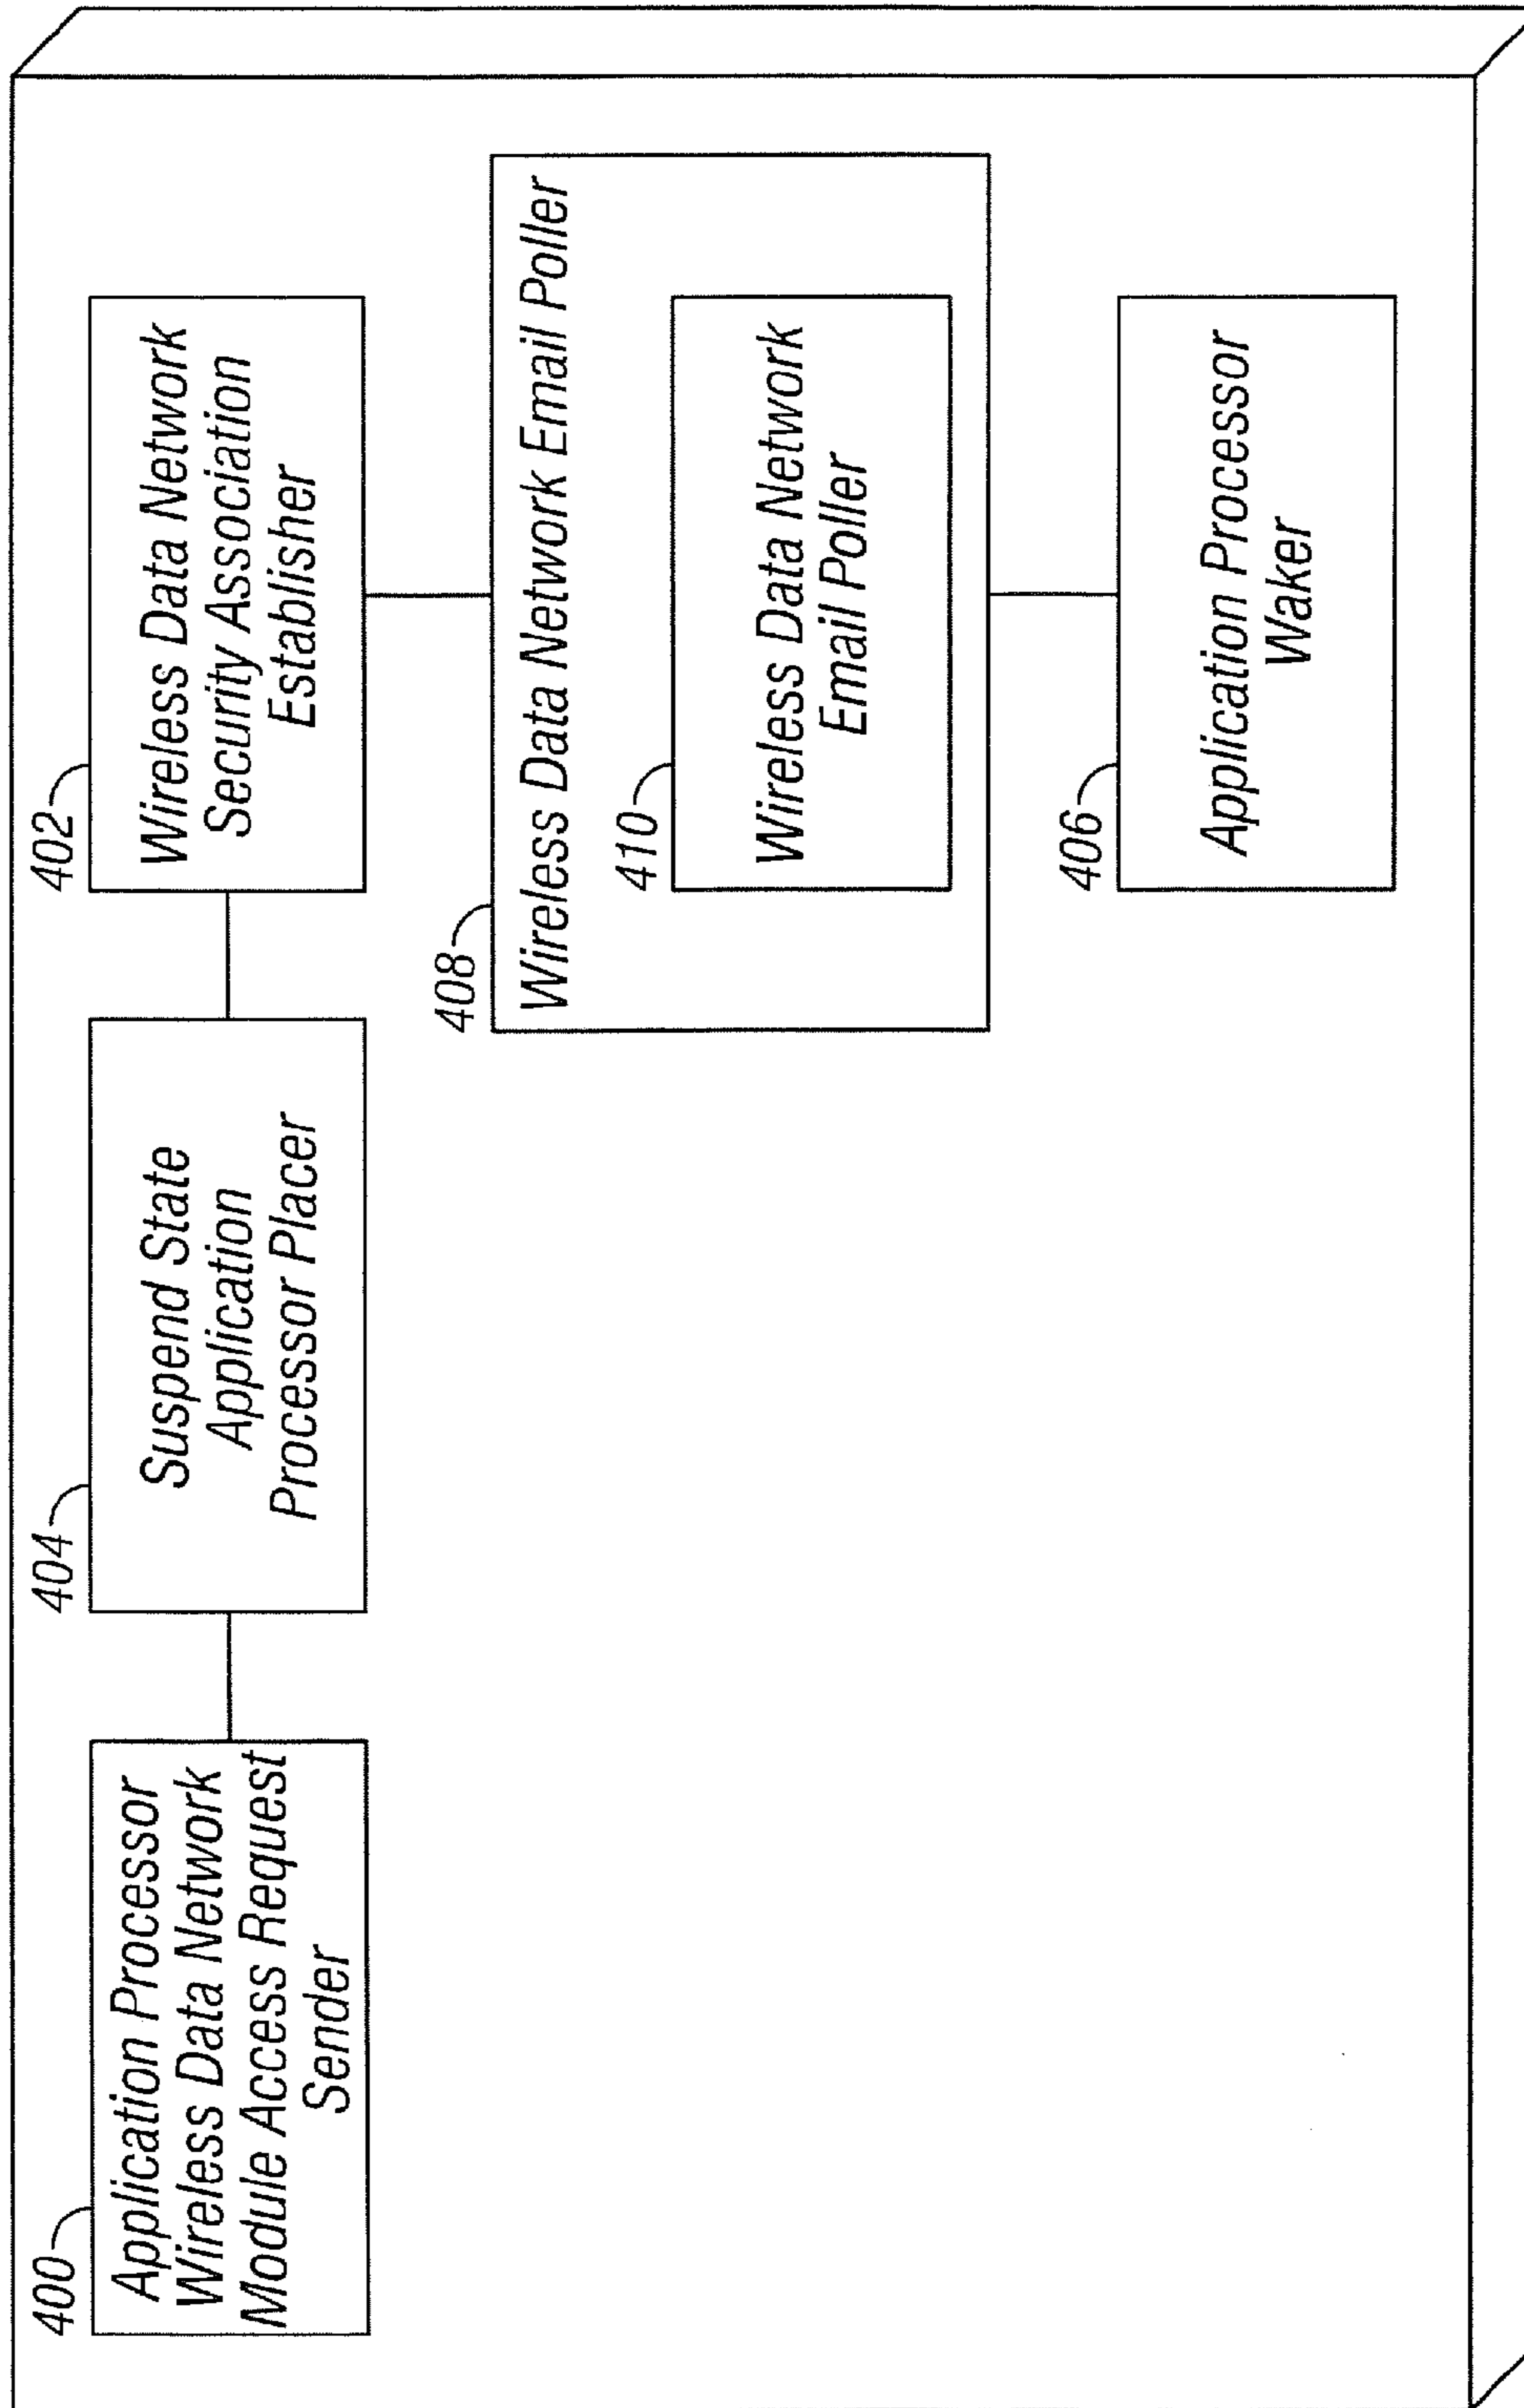 400
Application Processor
Wireless Data Network
Module Access Request
Sender
404
Suspend State
Application
Processor Placer
402
Wireless Data Network
Security Association
Establisher
408
Wireless Data Network Email Poller
410
Wireless Data Network
Email Poller
406
Application Processor
Waker